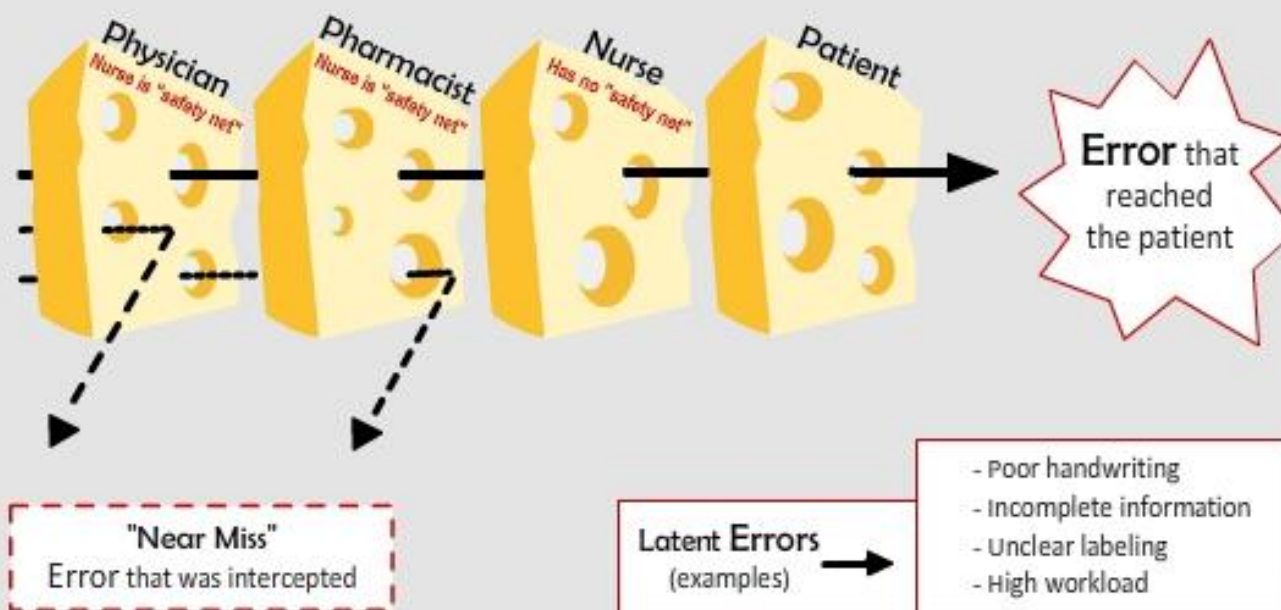 Physician
Nurse is "safety net"
Pharmacist
Nurse is "safety net"
Nurse
Has no "safety net"
Patient
Error that
reached
the patient
"Near Miss"
Error that was intercepted
Latent Errors
(examples)
- Poor handwriting
- Incomplete information
- Unclear labeling
- High workload